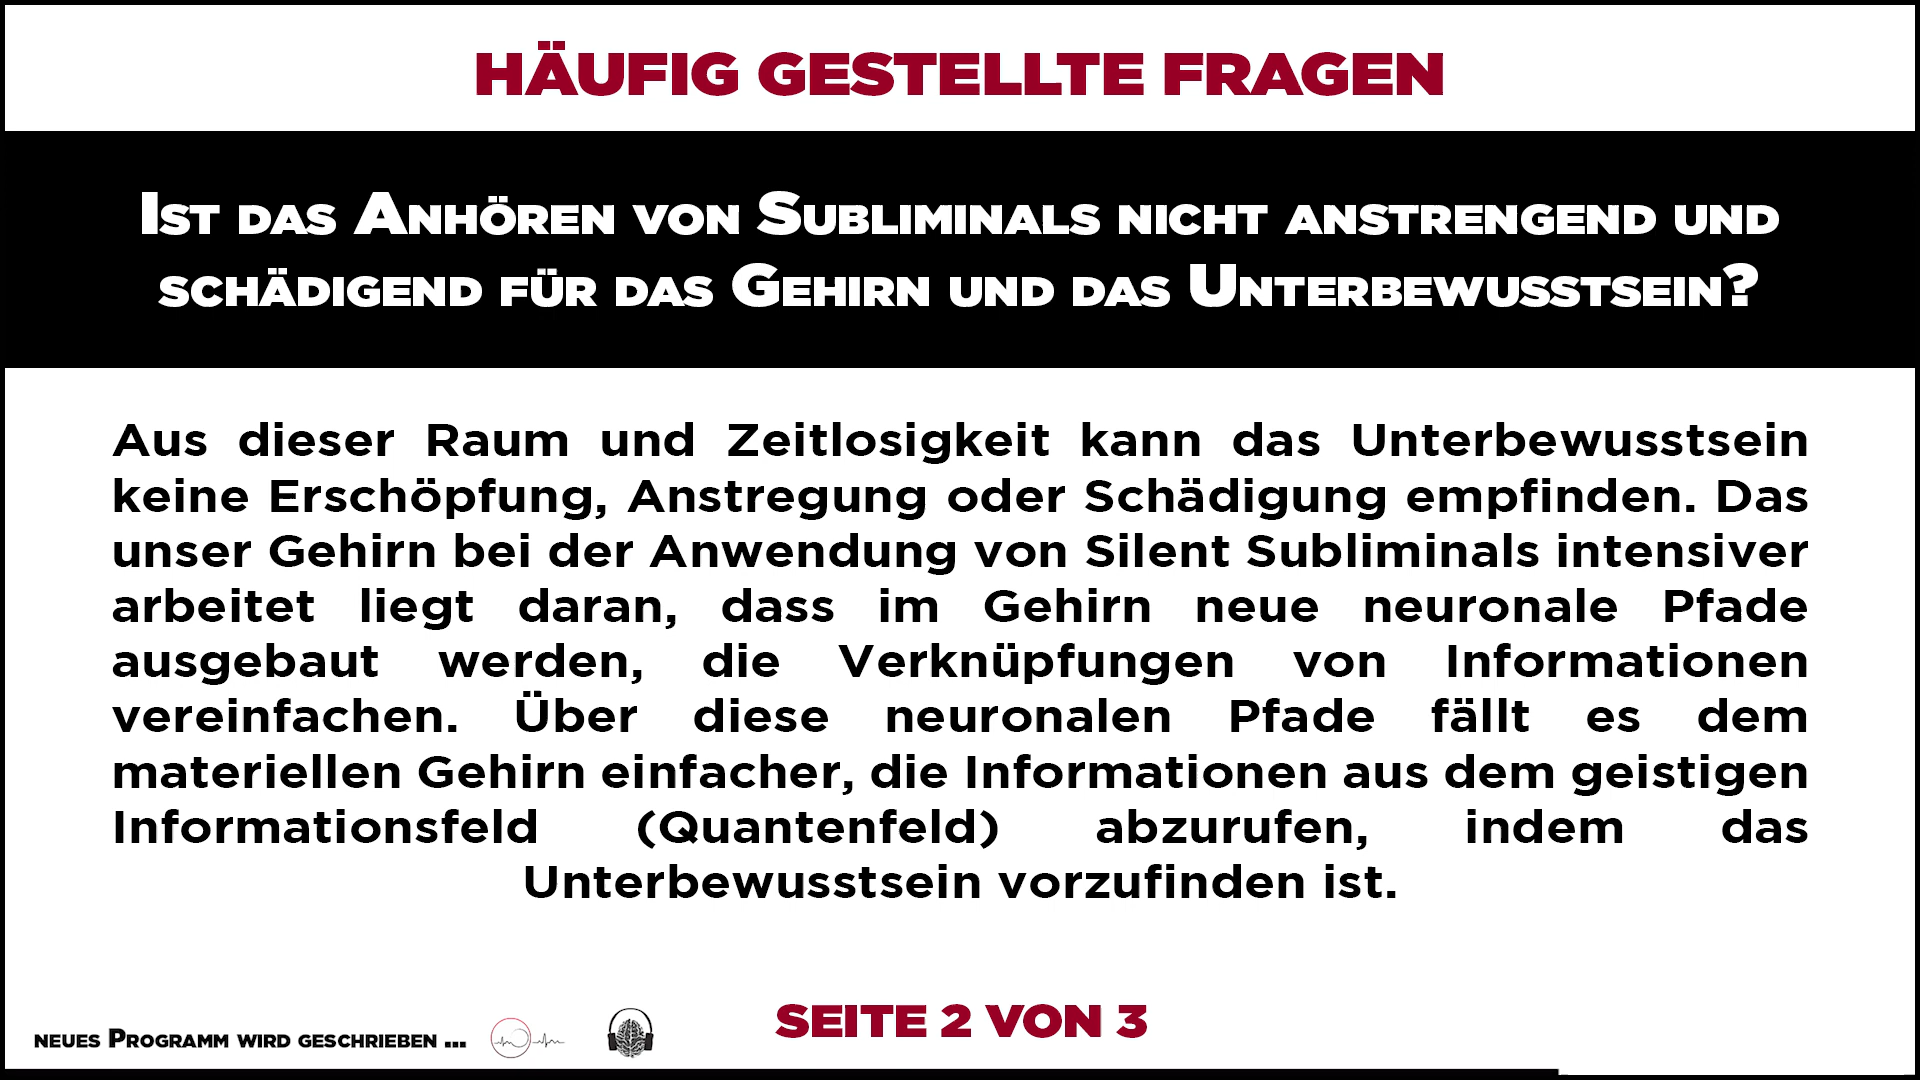 HÄUFIG GESTELLTE FRAGEN
IST DAS ANHÖREN VON SUBLIMINALS NICHT ANSTRENGEND UND
SCHÄDIGEND FÜR DAS GEHIRN UND DAS UNTERBEWUSSTSEIN?
Aus dieser Raum und Zeitlosigkeit kann das Unterbewusstsein
keine Erschöpfung, Anstregung oder Schädigung empfinden. Das
unser Gehirn bei der Anwendung von Silent Subliminals intensiver
arbeitet liegt daran, dass im Gehirn neue neuronale Pfade
ausgebaut werden, die Verknüpfungen von Informationen
vereinfachen. Über diese neuronalen Pfade fällt es dem
materiellen Gehirn einfacher, die Informationen aus dem geistigen
Informationsfeld (Quantenfeld) abzurufen, indem das
Unterbewusstsein vorzufinden ist.
NEUES PROGRAMM WIRD GESCHRIEBEN ...
SEITE 2 VON 3